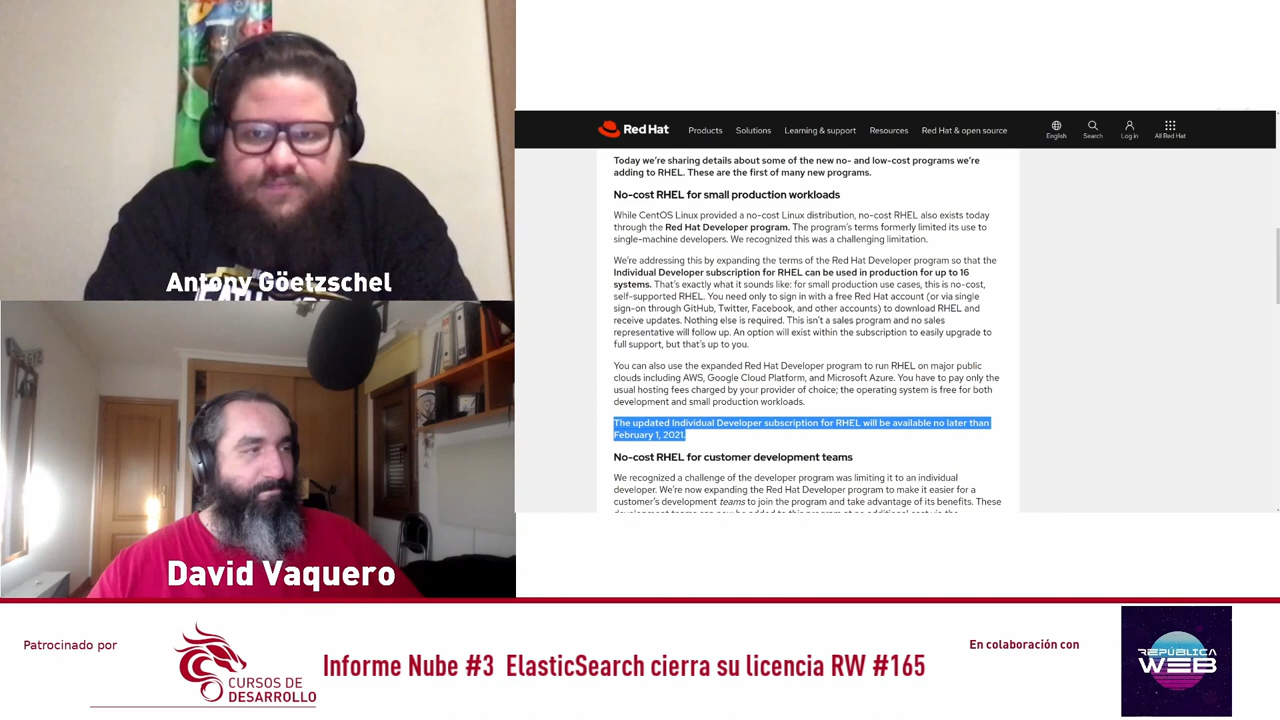 Antony Göetzschel
David Vaquero
Red Hat
Products
Solutions
Learning & support
Resources
Red Hat & open source
English
Search
Log in
All Red Hat
Today we're sharing details about some of the new no- and low-cost programs we're
adding to RHEL. These are the first of many new programs.
No-cost RHEL for small production workloads
While CentOS Linux provided a no-cost Linux distribution, no-cost RHEL also exists today
through the Red Hat Developer program. The program's terms formerly limited its use to
single-machine developers. We recognized this was a challenging limitation.
We're addressing this by expanding the terms of the Red Hat Developer program so that the
Individual Developer subscription for RHEL can be used in production for up to 16
systems. That's exactly what it sounds like: for small production use cases, this is no-cost,
self-supported RHEL. You need only to sign in with a free Red Hat account (or via single
sign-on through GitHub, Twitter, Facebook, and other accounts) to download RHEL and
receive updates. Nothing else is required. This isn't a sales program and no sales
representative will follow up. An option will exist within the subscription to easily upgrade to
full support, but that's up to you.
You can also use the expanded Red Hat Developer program to run RHEL on major public
clouds including AWS, Google Cloud Platform, and Microsoft Azure. You have to pay only the
usual hosting fees charged by your provider of choice; the operating system is free for both
development and small production workloads.
The updated Individual Developer subscription for RHEL will be available no later than
February 1, 2021.
No-cost RHEL for customer development teams
We recognized a challenge of the developer program was limiting it to an individual
developer. We're now expanding the Red Hat Developer program to make it easier for a
customer's development teams to join the program and take advantage of its benefits. These
Patrocinado por
CURSOS DE
DESARROLLO
Informe Nube #3 ElasticSearch cierra su licencia RW #165
En colaboración con
REPÚBLICA
WEB